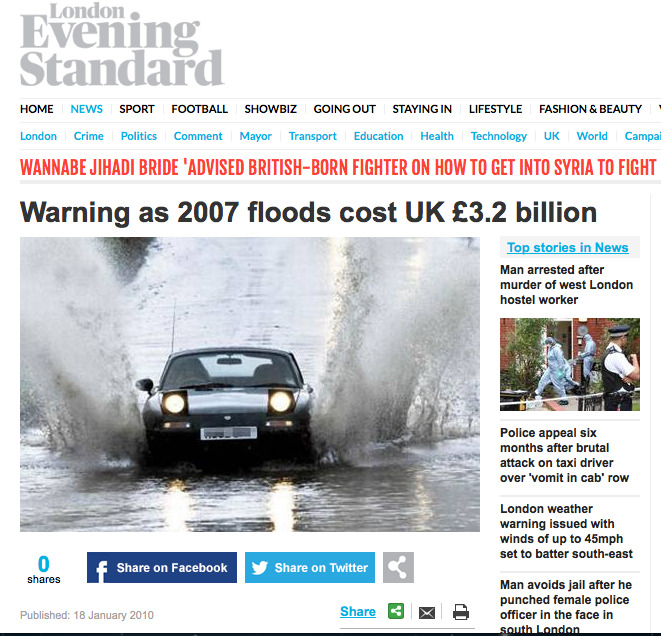 London
Evening
Standard
HOME NEWS SPORT FOOTBALL SHOWBIZ GOING OUT STAYING IN LIFESTYLE FASHION & BEAUTY
London Crime Politics Comment Mayor Transport Education Health Technology UK World Campai
WANNABE JIHADI BRIDE 'ADVISED BRITISH-BORN FIGHTER ON HOW TO GET INTO SYRIA TO FIGHT
Warning as 2007 floods cost UK £3.2 billion
Top stories in News
Man arrested after
murder of west London
hostel worker
Police appeal six
months after brutal
attack on taxi driver
over 'vomit in cab' row
London weather
warning issued with
winds of up to 45mph
set to batter south-east
Man avoids jail after he
punched female police
officer in the face in
south London
0
shares
Share on Facebook
Share on Twitter
Published: 18 January 2010
Share